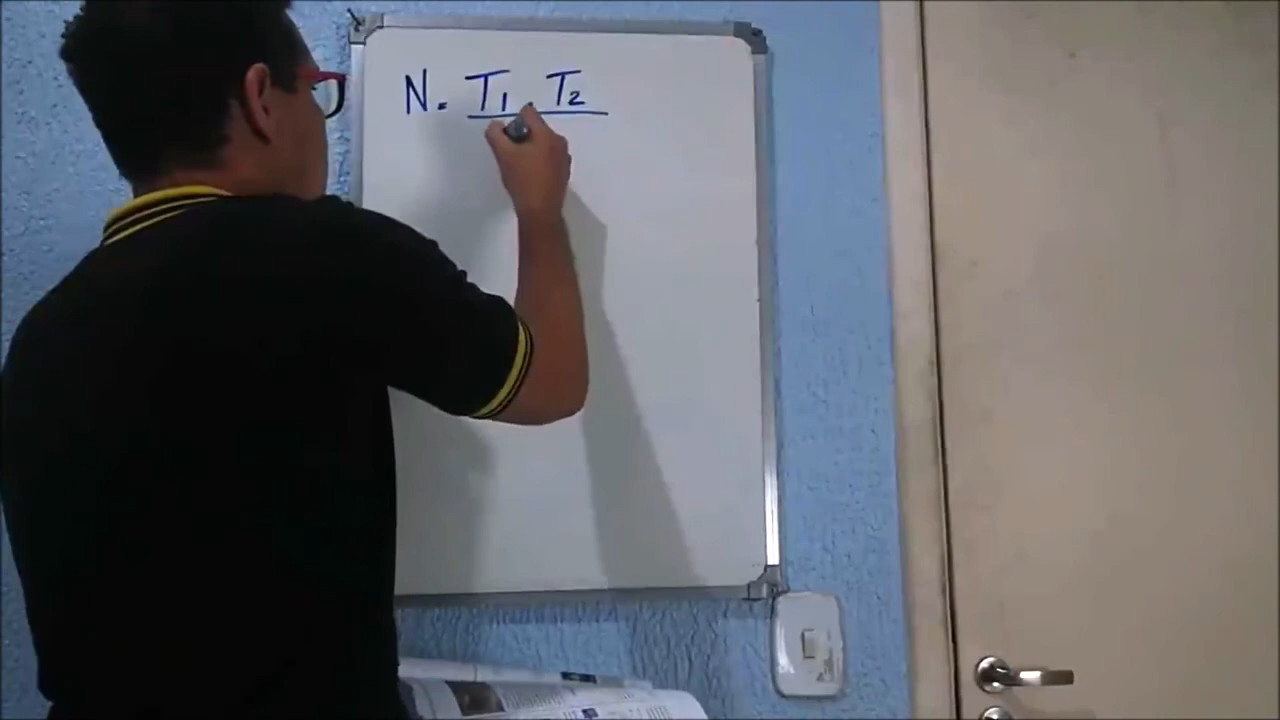 N = T1 . T2